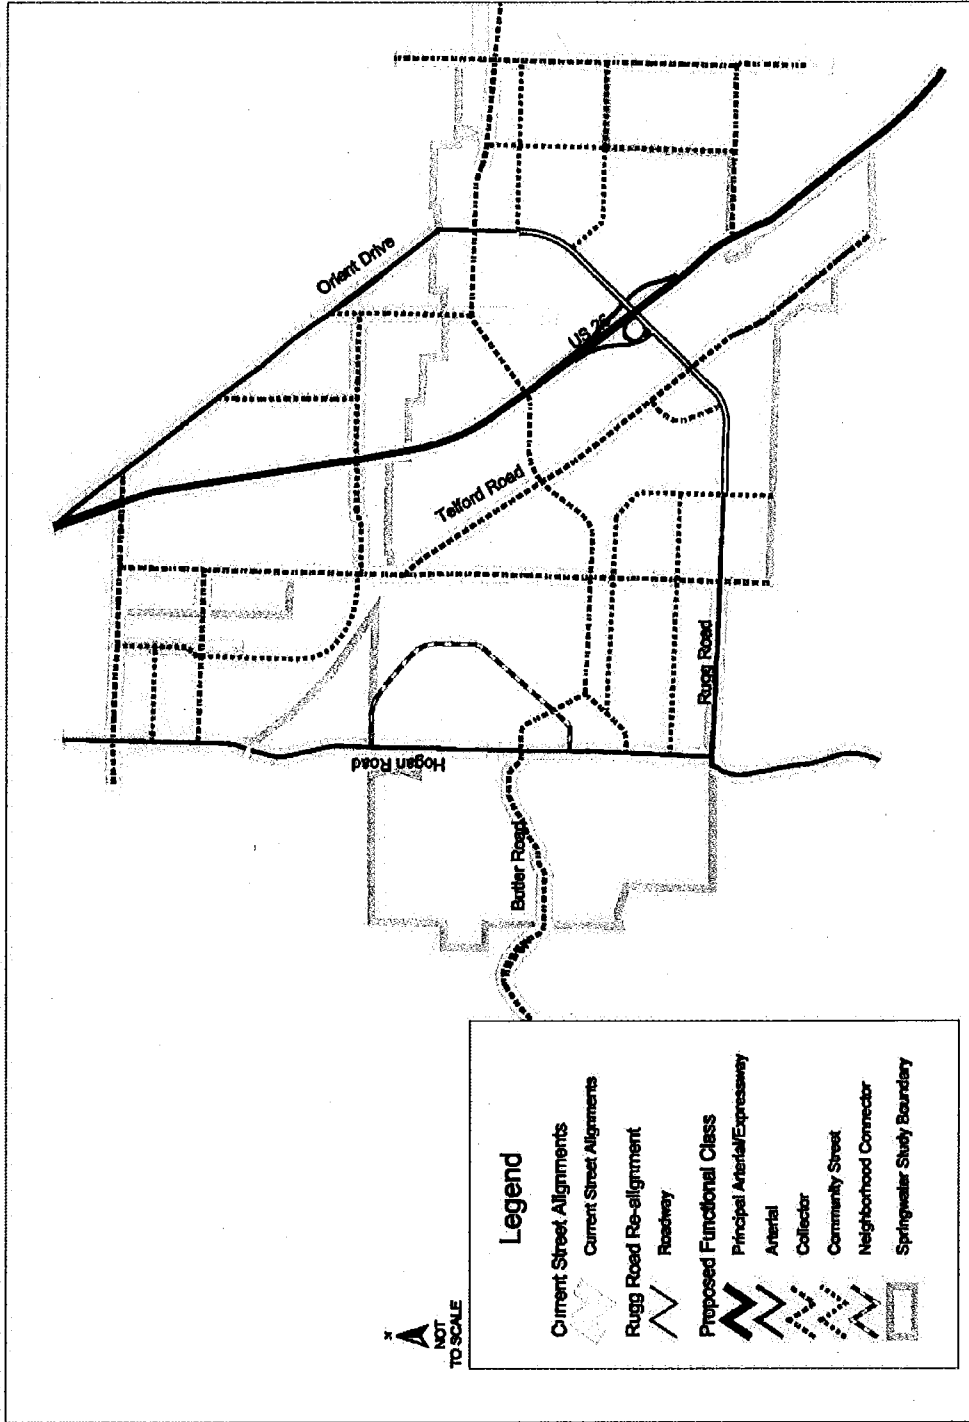 Orient Drive
US 26
Telford Road
Rugg Road
Hogan Road
Butler Road
N
NOT
TO SCALE
Legend
Current Street Alignments
Current Street Alignments
Rugg Road Re-alignment
Roadway
Proposed Functional Class
Principal Arterial/Expressway
Arterial
Collector
Community Street
Neighborhood Connector
Springwater Study Boundary